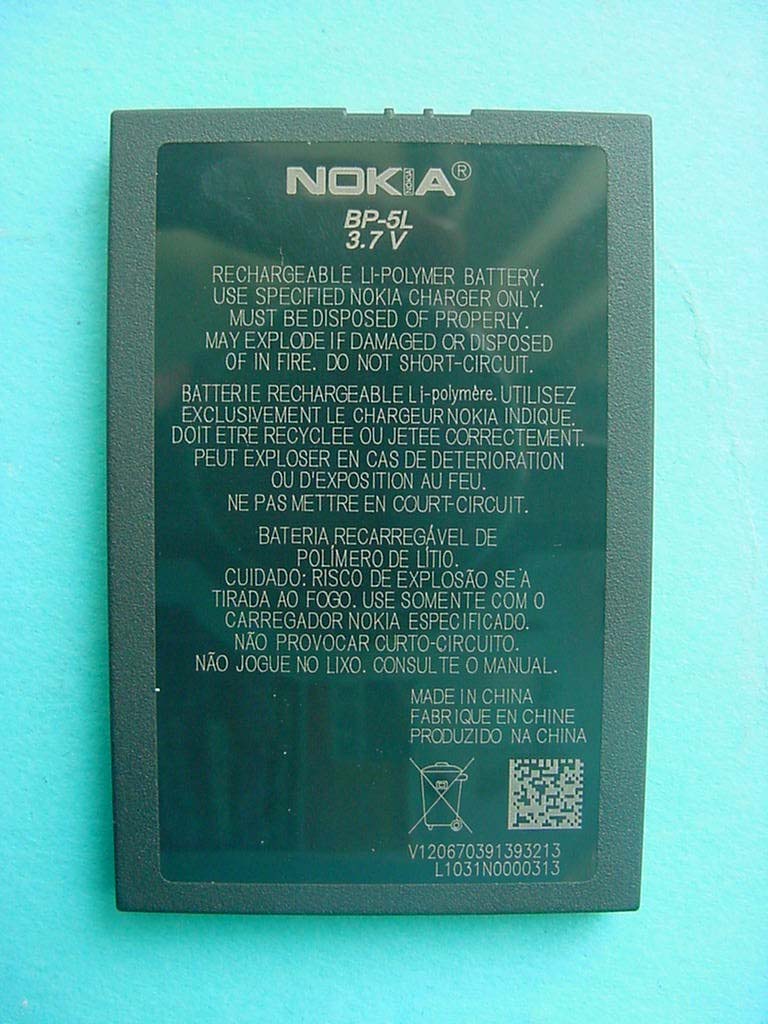 NOKIA®
BP-5L
3.7 V
RECHARGEABLE LI-POLYMER BATTERY.
USE SPECIFIED NOKIA CHARGER ONLY.
MUST BE DISPOSED OF PROPERLY.
MAY EXPLODE IF DAMAGED OR DISPOSED
OF IN FIRE. DO NOT SHORT-CIRCUIT.
BATTERIE RECHARGEABLE Li-polymère. UTILISEZ
EXCLUSIVEMENT LE CHARGEUR NOKIA INDIQUE.
DOIT ETRE RECYCLEE OU JETEE CORRECTEMENT.
PEUT EXPLOSER EN CAS DE DETERIORATION
OU D'EXPOSITION AU FEU.
NE PAS METTRE EN COURT-CIRCUIT.
BATERIA RECARREGÁVEL DE
POLÍMERO DE LÍTIO.
CUIDADO: RISCO DE EXPLOSÃO SE A
TIRADA AO FOGO. USE SOMENTE COM O
CARREGADOR NOKIA ESPECIFICADO.
NÃO PROVOCAR CURTO-CIRCUITO.
NÃO JOGUE NO LIXO. CONSULTE O MANUAL.
MADE IN CHINA
FABRIQUE EN CHINE
PRODUZIDO NA CHINA
V120670391393213
L1031N0000313